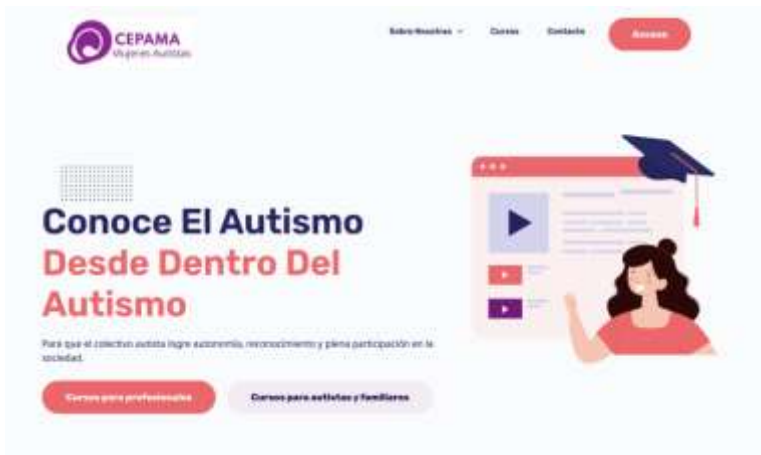 CEPAMA
Mujeres Autistas
Sobre Nosotras
Cursos
Contacto
Acceso
Conoce El Autismo
Desde Dentro Del
Autismo
Para que el colectivo autista logre autonomía, reconocimiento y plena participación en la
sociedad.
Cursos para profesionales
Cursos para autistas y familiares